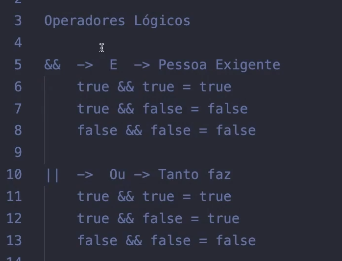 3 Operadores Lógicos
4
5 && -> E -> Pessoa Exigente
6 true && true = true
7 true && false = false
8 false && false = false
9
10 || -> Ou -> Tanto faz
11 true && true = true
12 true && false = true
13 false && false = false